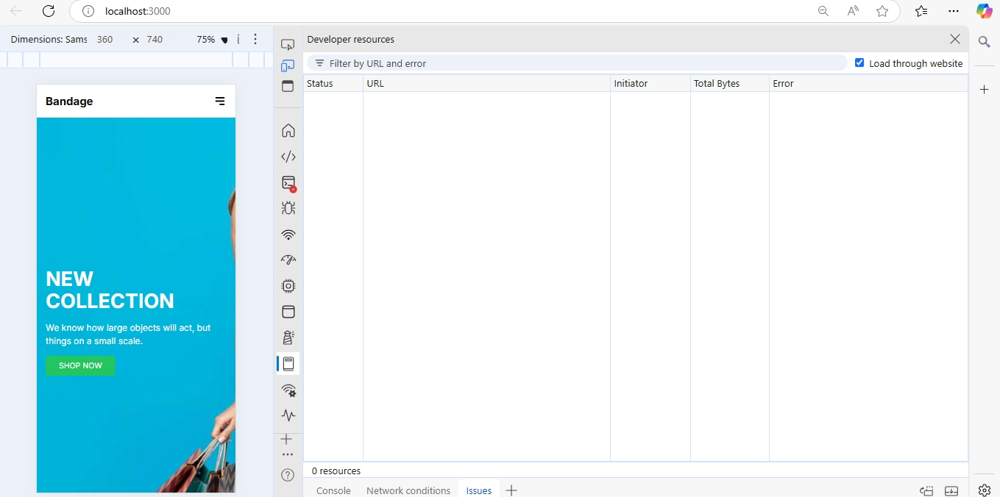 localhost:3000
Dimensions: Sams 360 × 740 75%
Developer resources
Filter by URL and error
Load through website
Status URL Initiator Total Bytes Error
Bandage
NEW
COLLECTION
We know how large objects will act, but
things on a small scale.
SHOP NOW
0 resources
Console Network conditions Issues